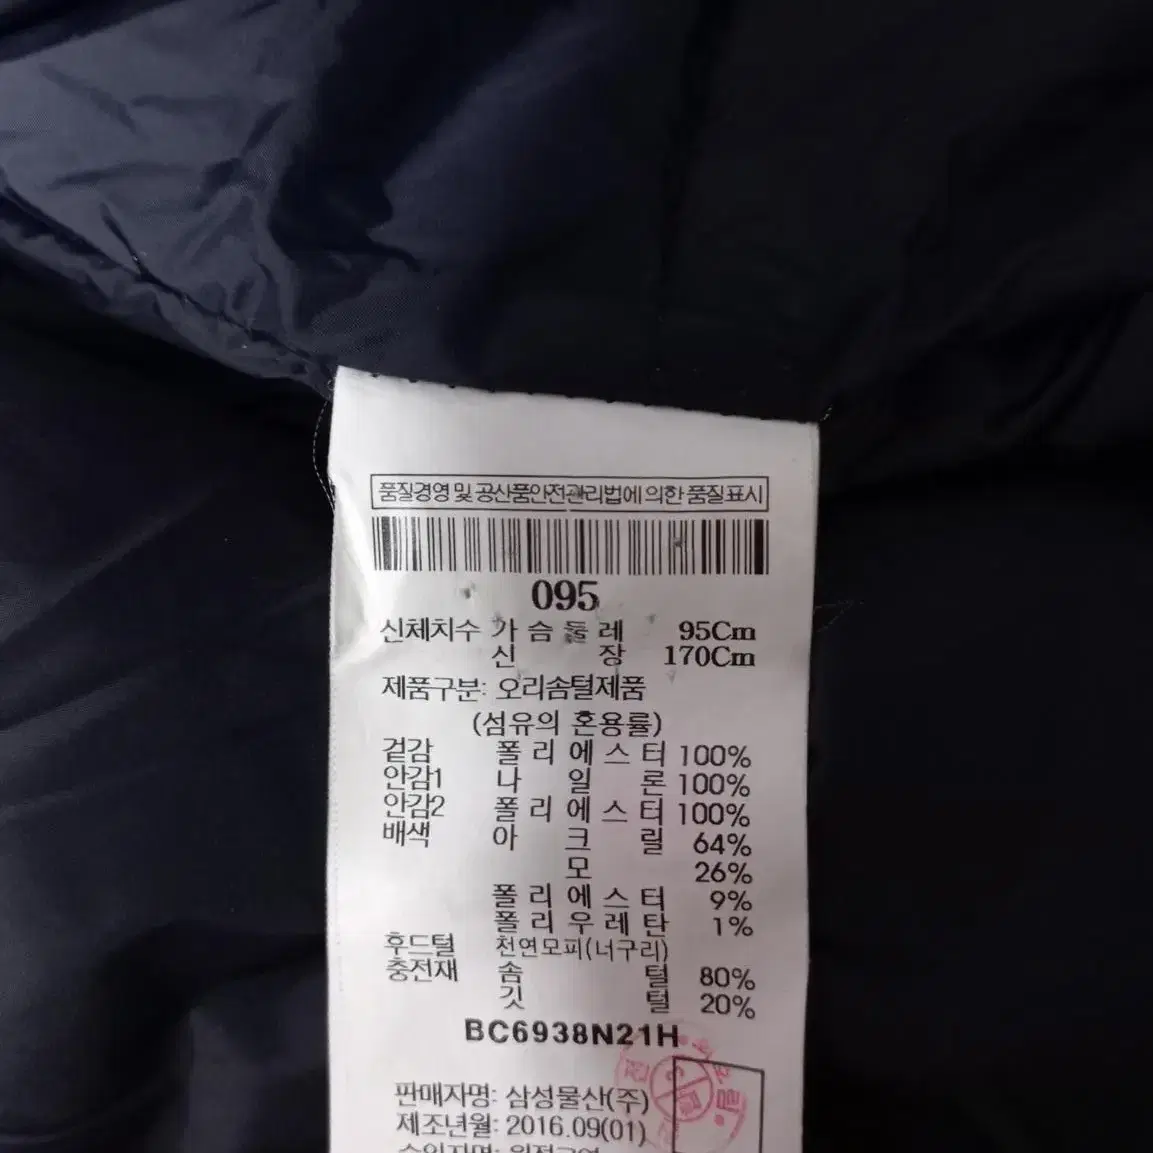 품질경영 및 공산품안전관리법에 의한 품질표시
095
신체치수 가 슴 둘 레 95Cm
신 장 170Cm
제품구분: 오리솜털제품
(섬유의 혼용률)
겉감 폴 리 에 스 터 100%
안감1 나 일 론 100%
안감2 폴 리 에 스 터 100%
배색 아 크 릴 64%
모 26%
폴 리 에 스 터 9%
폴 리 우 레 탄 1%
후드털 천연모피(너구리)
충전재 솜 털 80%
깃 털 20%
BC6938N21H
판매자명: 삼성물산(주)
제조년월: 2016.09(01)